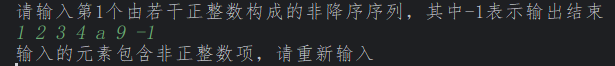 请输入第1个由若干正整数构成的非降序序列，其中-1表示输出结束
1 2 3 4 a 9 -1
输入的元素包含非正整数项，请重新输入